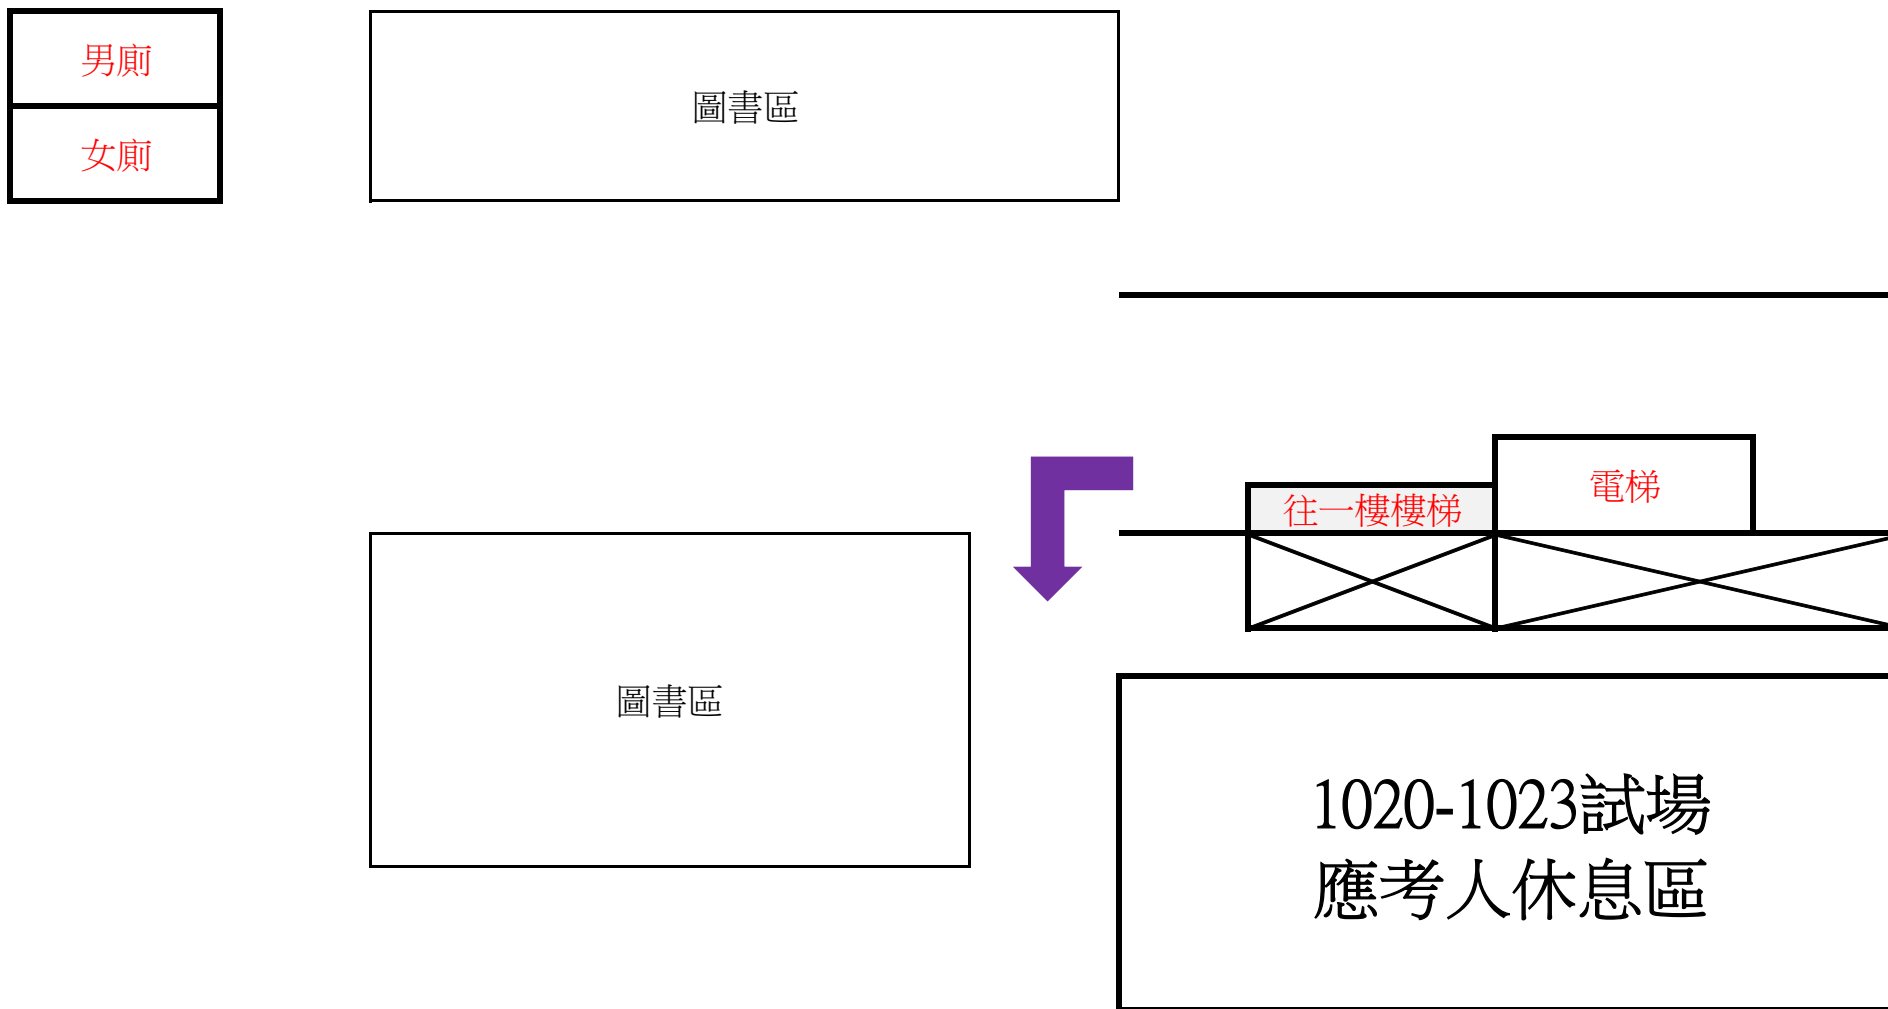 男廁
圖書區
女廁
電梯
往一樓樓梯
圖書區
1020-1023試場
應考人休息區